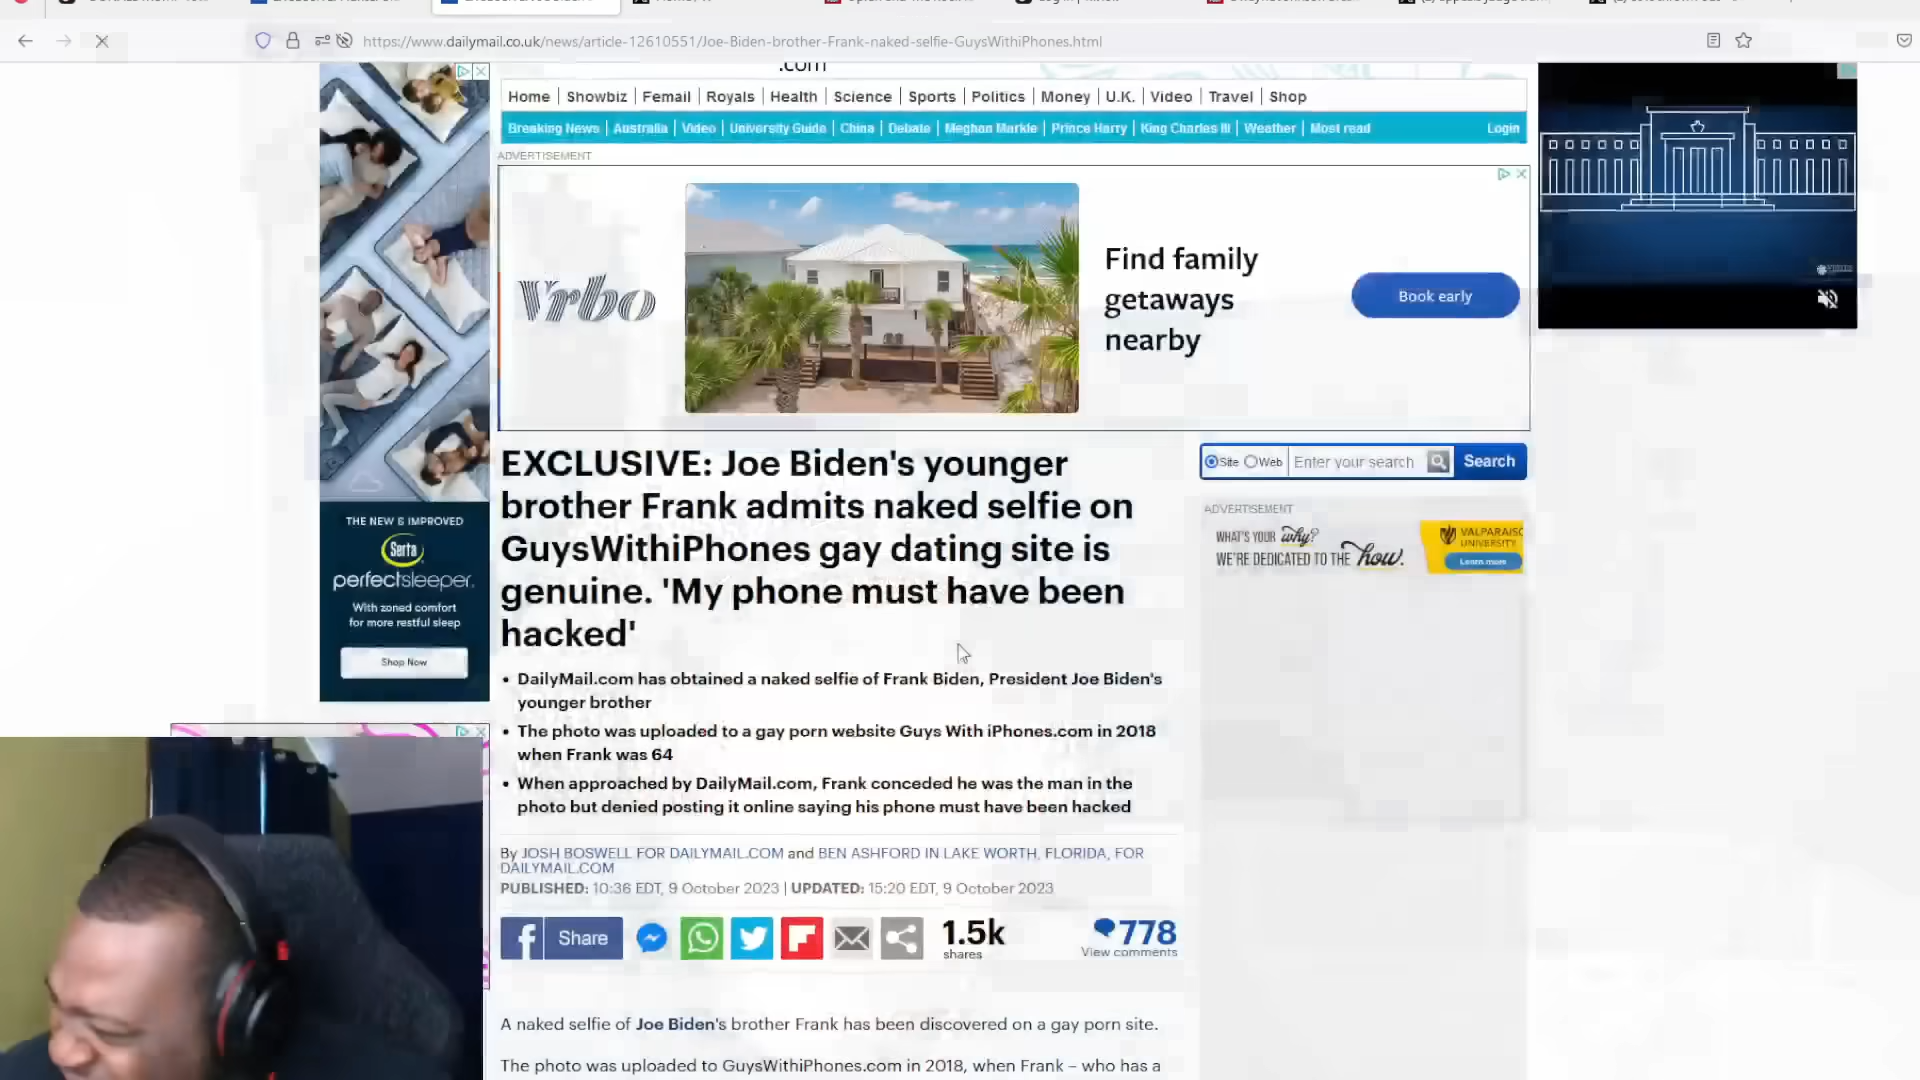 https://www.dailymail.co.uk/news/article-12610551/Joe-Biden-brother-Frank-naked-selfie-GuysWithiPhones.html
.com
Home | Showbiz | Femail | Royals | Health | Science | Sports | Politics | Money | U.K. | Video | Travel | Shop
Breaking News | Australia | Video | University Guide | China | Debate | Meghan Markle | Prince Harry | King Charles III | Weather | Most read
Login
ADVERTISEMENT
Vrbo
Find family
getaways
nearby
Book early
EXCLUSIVE: Joe Biden's younger
brother Frank admits naked selfie on
GuysWithiPhones gay dating site is
genuine. 'My phone must have been
hacked'
• DailyMail.com has obtained a naked selfie of Frank Biden, President Joe Biden's
younger brother
• The photo was uploaded to a gay porn website Guys With iPhones.com in 2018
when Frank was 64
• When approached by DailyMail.com, Frank conceded he was the man in the
photo but denied posting it online saying his phone must have been hacked
By JOSH BOSWELL FOR DAILYMAIL.COM and BEN ASHFORD IN LAKE WORTH, FLORIDA, FOR
DAILYMAIL.COM
PUBLISHED: 10:36 EDT, 9 October 2023 | UPDATED: 15:20 EDT, 9 October 2023
Share
1.5k
shares
778
View comments
A naked selfie of Joe Biden's brother Frank has been discovered on a gay porn site.
The photo was uploaded to GuysWithiPhones.com in 2018, when Frank – who has a
Site Web Enter your search Search
ADVERTISEMENT
WHAT'S YOUR why?
WE'RE DEDICATED TO THE how.
VALPARAISO
UNIVERSITY
Learn more
THE NEW & IMPROVED
Serta
perfectsleeper.
With zoned comfort
for more restful sleep
Shop Now